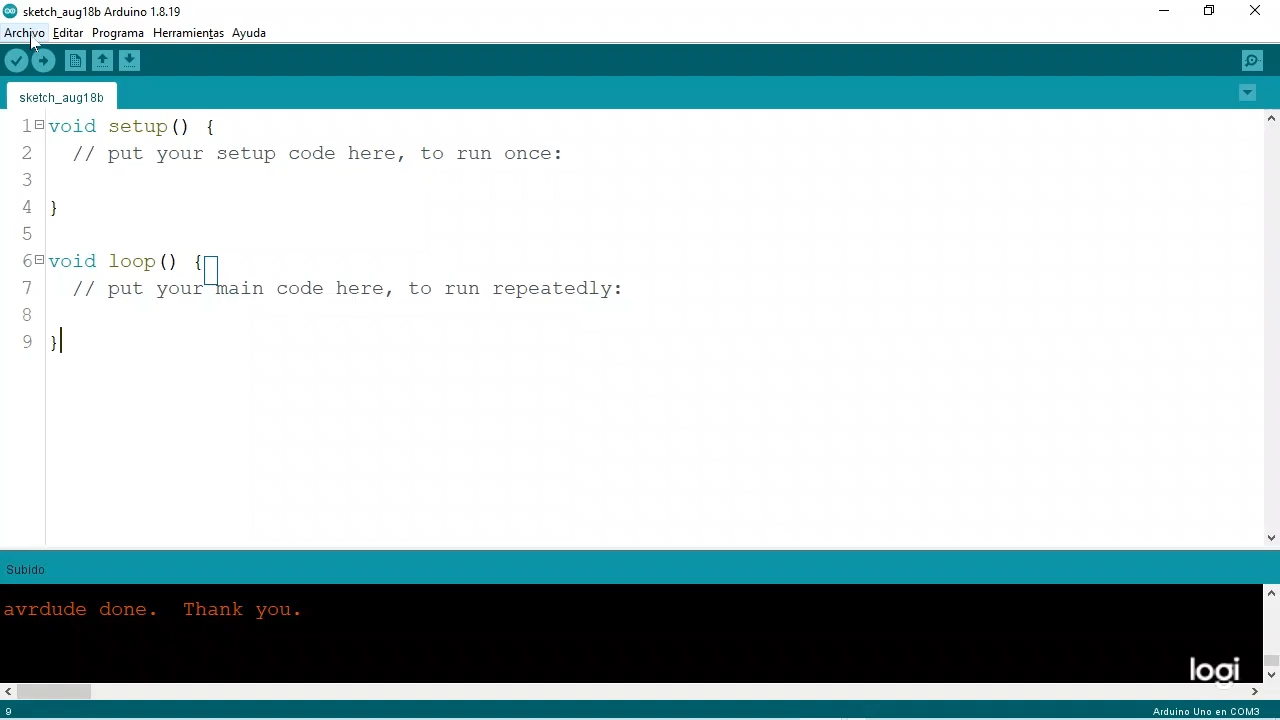 sketch_aug18b Arduino 1.8.19
Archivo Editar Programa Herramientas Ayuda
sketch_aug18b
1 void setup() {
2 // put your setup code here, to run once:
3
4 }
5
6 void loop() {
7 // put your main code here, to run repeatedly:
8
9 }
Subido
avrdude done. Thank you.
logi
9 Arduino Uno en COM3